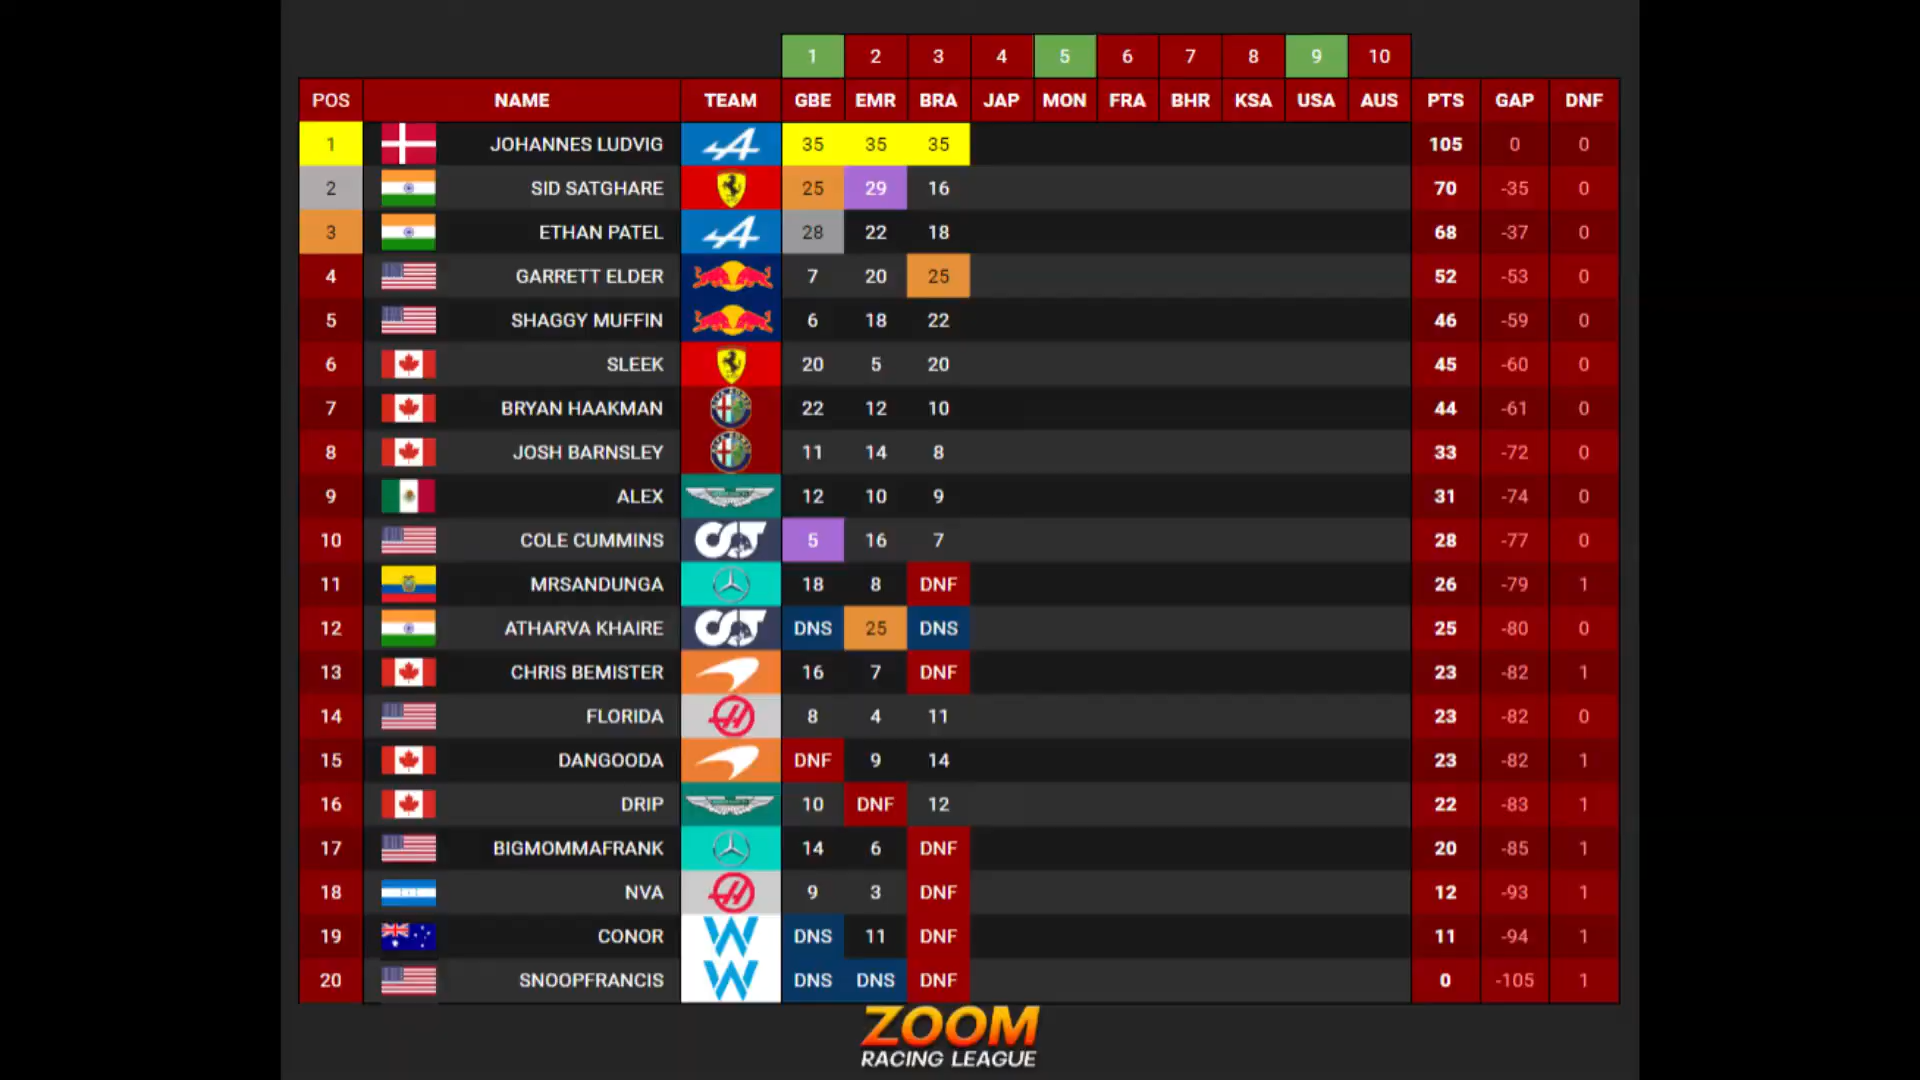 1 2 3 4 5 6 7 8 9 10
POS NAME TEAM GBE EMR BRA JAP MON FRA BHR KSA USA AUS PTS GAP DNF
1 JOHANNES LUDVIG 35 35 35 105 0 0
2 SID SATGHARE 25 29 16 70 -35 0
3 ETHAN PATEL 28 22 18 68 -37 0
4 GARRETT ELDER 7 20 25 52 -53 0
5 SHAGGY MUFFIN 6 18 22 46 -59 0
6 SLEEK 20 5 20 45 -60 0
7 BRYAN HAAKMAN 22 12 10 44 -61 0
8 JOSH BARNSLEY 11 14 8 33 -72 0
9 ALEX 12 10 9 31 -74 0
10 COLE CUMMINS 5 16 7 28 -77 0
11 MRSANDUNGA 18 8 DNF 26 -79 1
12 ATHARVA KHAIRE DNS 25 DNS 25 -80 0
13 CHRIS BEMISTER 16 7 DNF 23 -82 1
14 FLORIDA 8 4 11 23 -82 0
15 DANGOODA DNF 9 14 23 -82 1
16 DRIP 10 DNF 12 22 -83 1
17 BIGMOMMAFRANK 14 6 DNF 20 -85 1
18 NVA 9 3 DNF 12 -93 1
19 CONOR DNS 11 DNF 11 -94 1
20 SNOOPFRANCIS DNS DNS DNF 0 -105 1
ZOOM
RACING LEAGUE